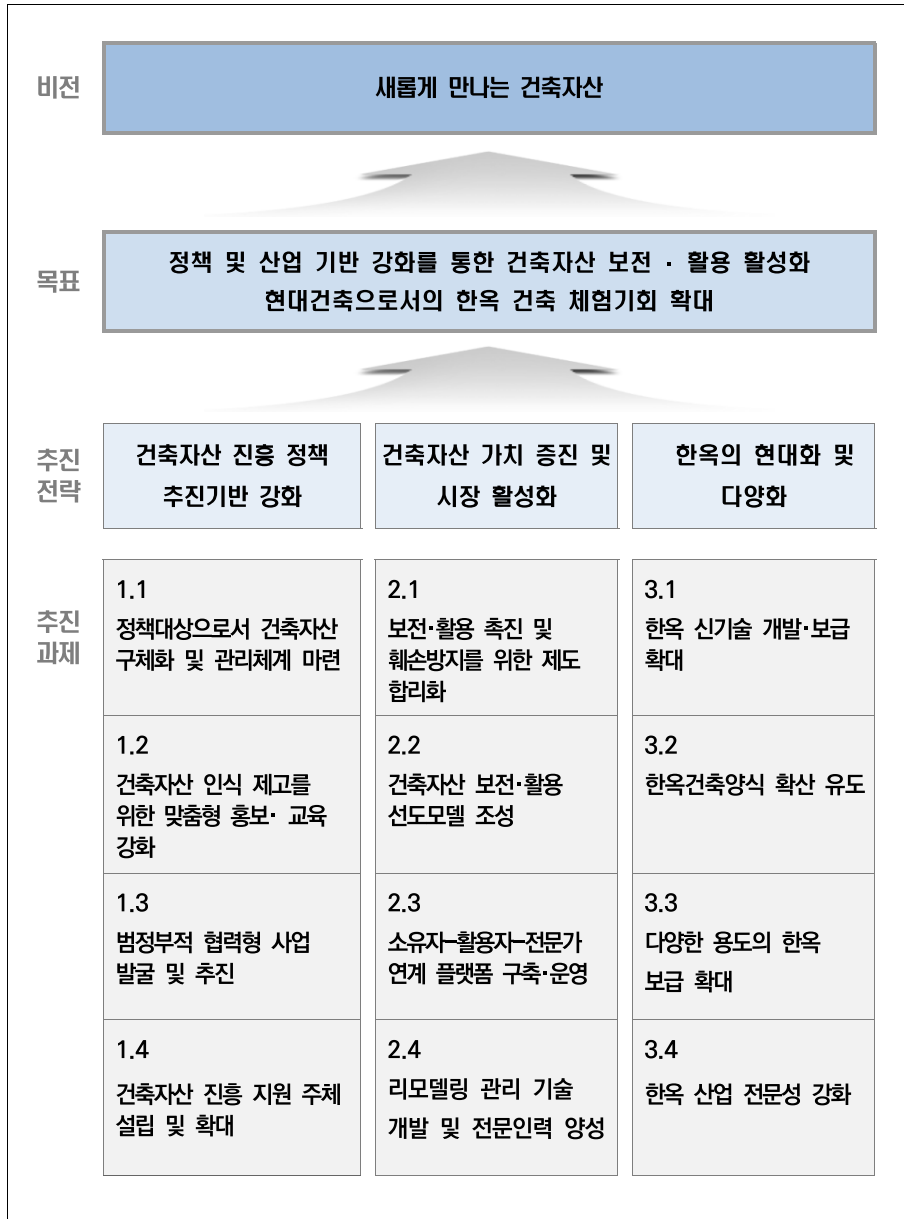 비전
새롭게 만나는 건축자산
목표
정책 및 산업 기반 강화를 통한 건축자산 보전 · 활용 활성화
현대건축으로서의 한옥 건축 체험기회 확대
추진
전략
건축자산 진흥 정책
추진기반 강화
건축자산 가치 증진 및
시장 활성화
한옥의 현대화 및
다양화
추진
과제
1.1
정책대상으로서 건축자산
구체화 및 관리체계 마련
2.1
보전·활용 촉진 및
훼손방지를 위한 제도
합리화
3.1
한옥 신기술 개발·보급
확대
1.2
건축자산 인식 제고를
위한 맞춤형 홍보· 교육
강화
2.2
건축자산 보전·활용
선도모델 조성
3.2
한옥건축양식 확산 유도
1.3
범정부적 협력형 사업
발굴 및 추진
2.3
소유자-활용자-전문가
연계 플랫폼 구축·운영
3.3
다양한 용도의 한옥
보급 확대
1.4
건축자산 진흥 지원 주체
설립 및 확대
2.4
리모델링 관리 기술
개발 및 전문인력 양성
3.4
한옥 산업 전문성 강화